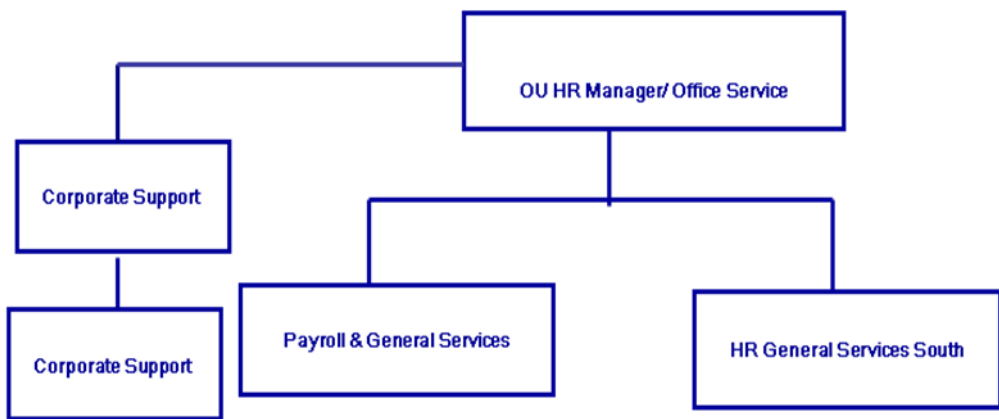 OU HR Manager/ Office Service
Corporate Support
Payroll & General Services
HR General Services South
Corporate Support